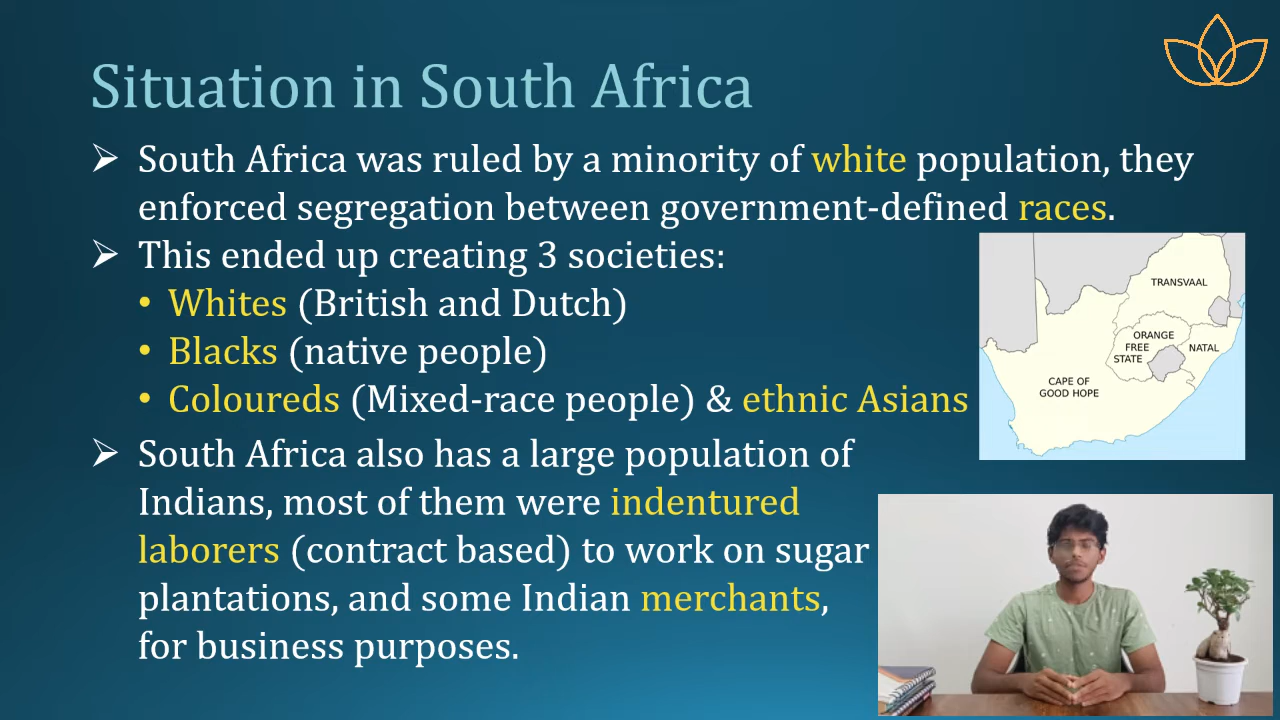 Situation in South Africa
South Africa was ruled by a minority of white population, they
enforced segregation between government-defined races.
This ended up creating 3 societies:
Whites (British and Dutch)
Blacks (native people)
Coloureds (Mixed-race people) & ethnic Asians
South Africa also has a large population of
Indians, most of them were indentured
laborers (contract based) to work on sugar
plantations, and some Indian merchants,
for business purposes.
TRANSVAAL
ORANGE
FREE
STATE
NATAL
CAPE OF
GOOD HOPE